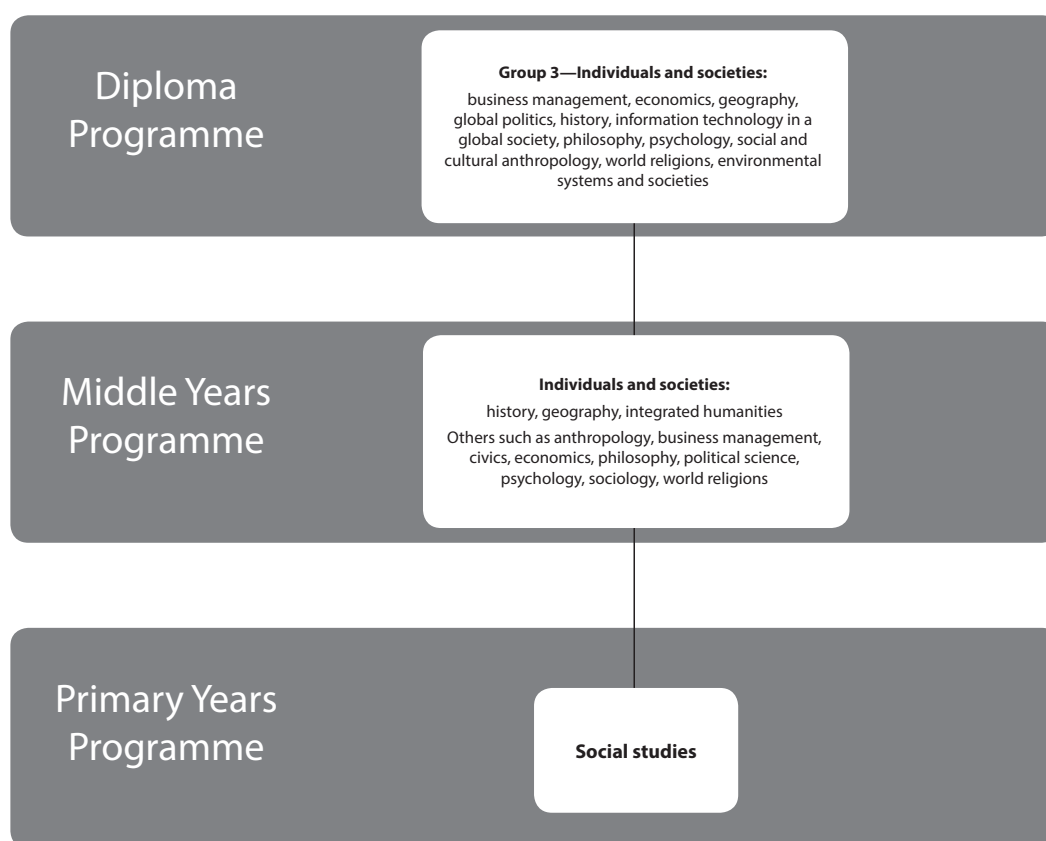 Diploma
Programme
Group 3—Individuals and societies:
business management, economics, geography,
global politics, history, information technology in a
global society, philosophy, psychology, social and
cultural anthropology, world religions, environmental
systems and societies
Middle Years
Programme
Individuals and societies:
history, geography, integrated humanities
Others such as anthropology, business management,
civics, economics, philosophy, political science,
psychology, sociology, world religions
Primary Years
Programme
Social studies